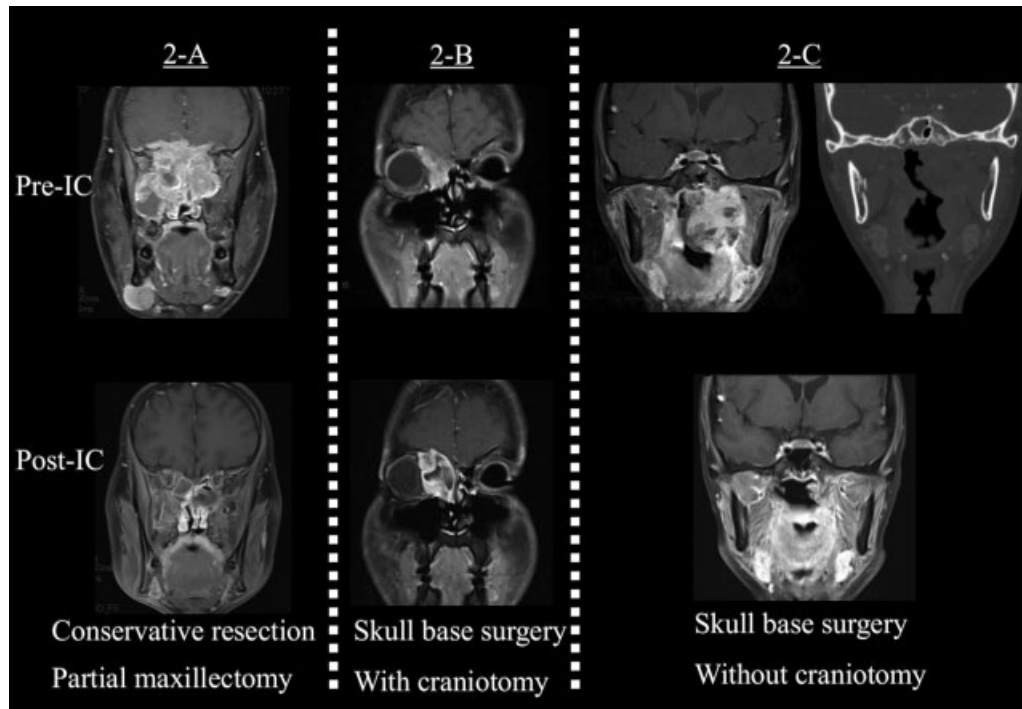 2-A
2-B
2-C
Pre-IC
Post-IC
Conservative resection
Partial maxillectomy
Skull base surgery
With craniotomy
Skull base surgery
Without craniotomy